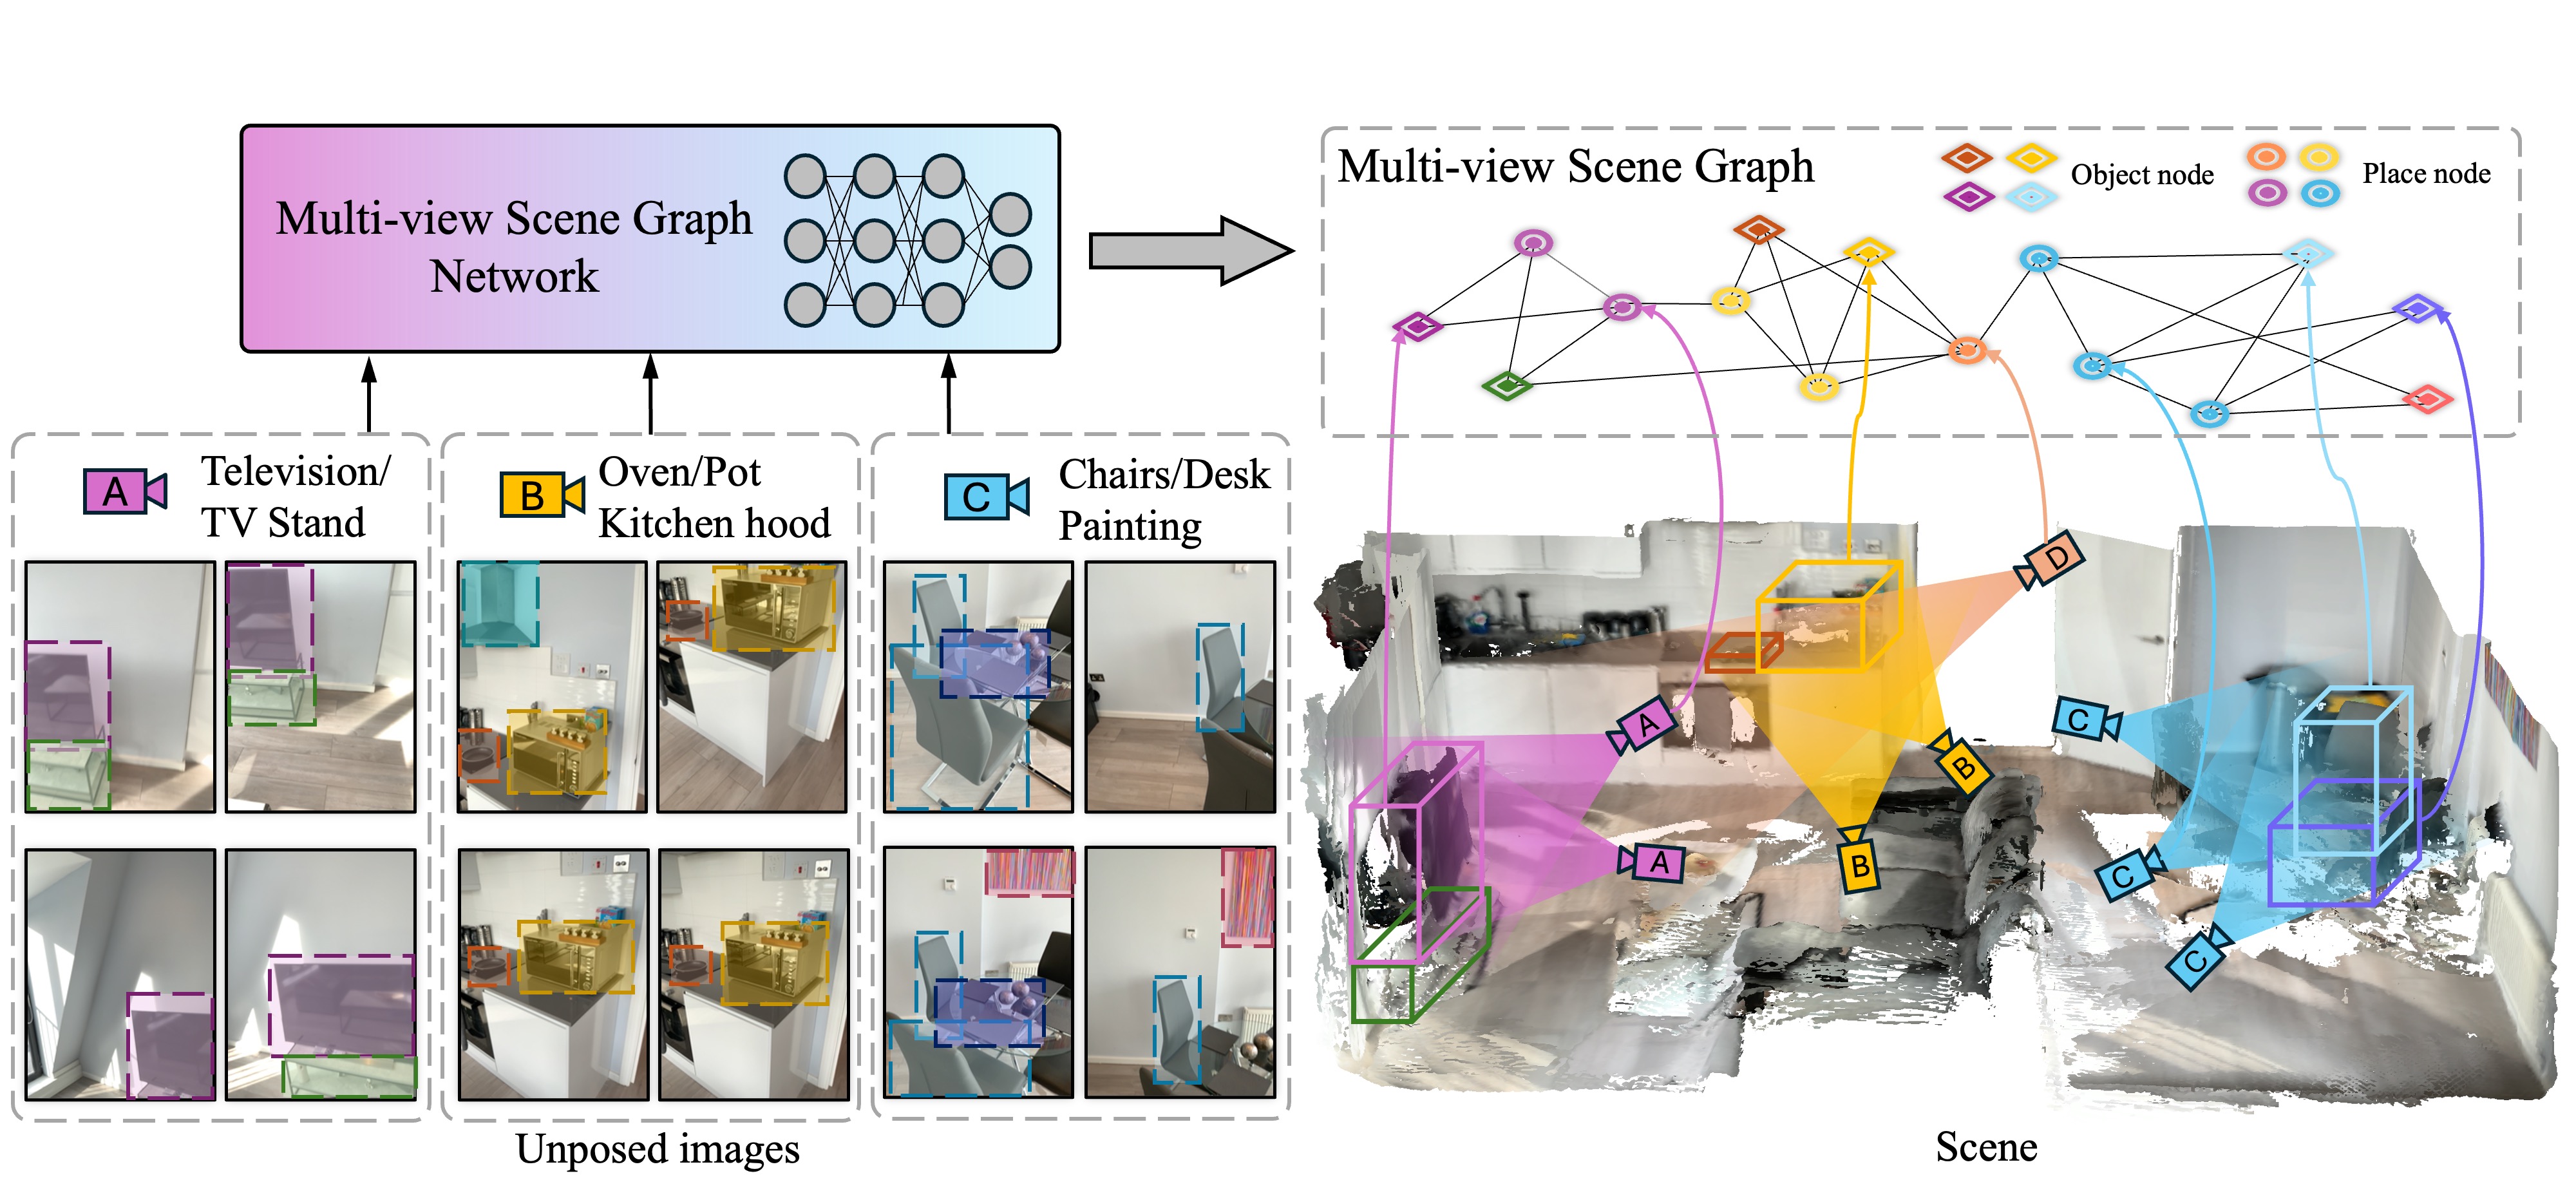 Multi-view Scene Graph
Network
Multi-view Scene Graph
Object node
Place node
A
Television/
TV Stand
B
Oven/Pot
Kitchen hood
C
Chairs/Desk
Painting
D
A
A
B
B
C
C
C
Unposed images
Scene